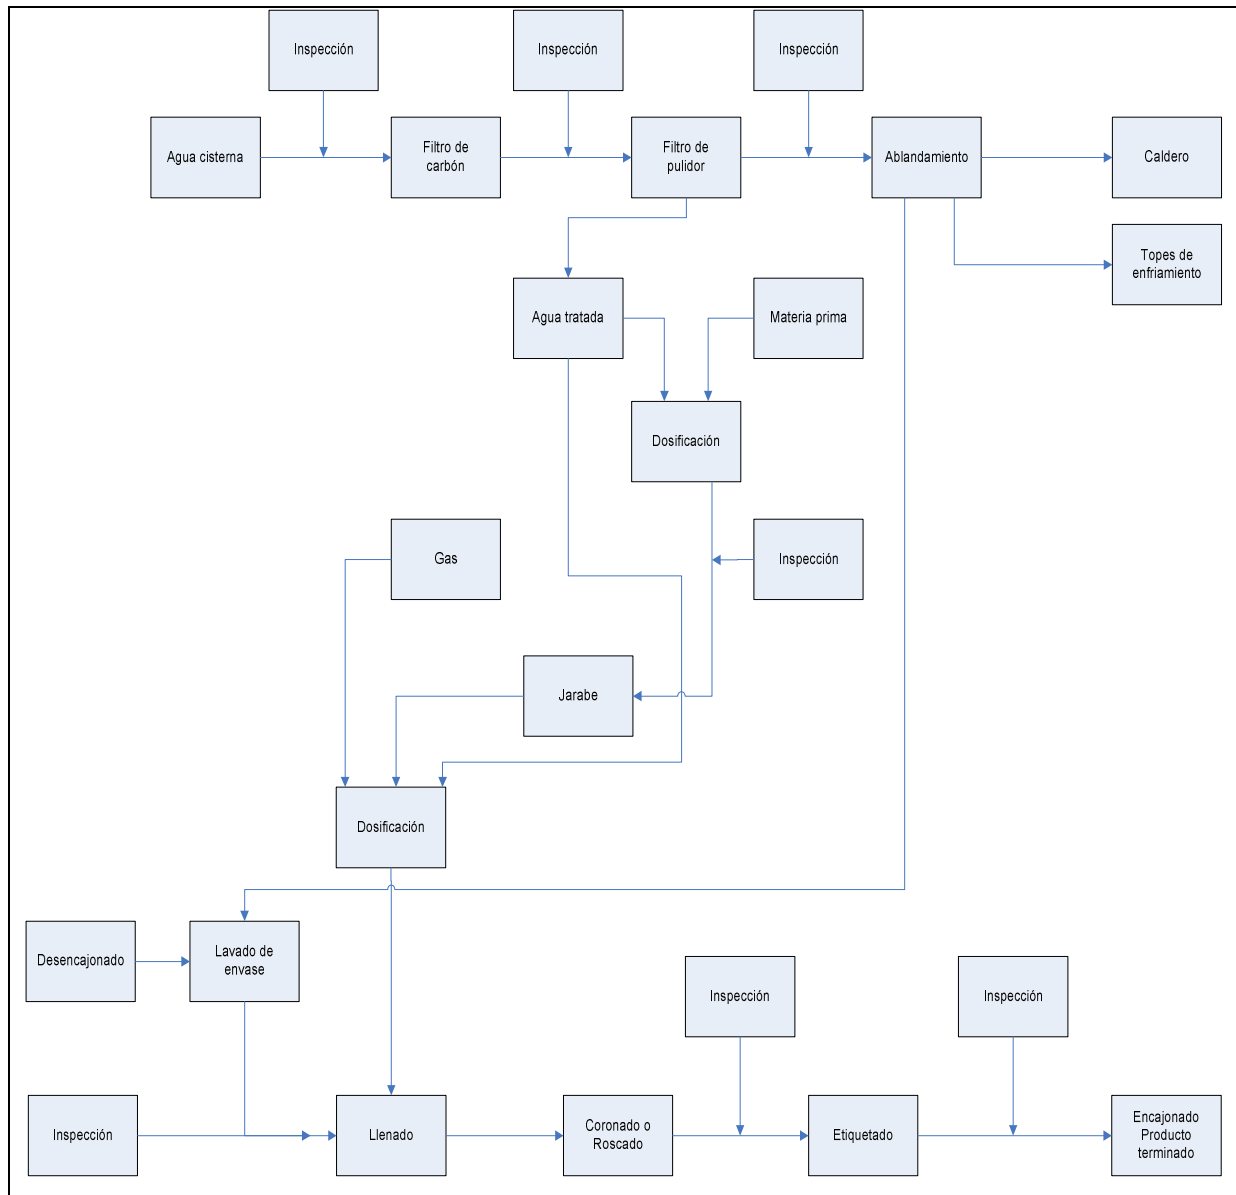 Inspección
Inspección
Inspección
Agua cisterna
Filtro de
carbón
Filtro de
pulidor
Ablandamiento
Caldero
Topes de
enfriamiento
Agua tratada
Materia prima
Dosificación
Gas
Inspección
Jarabe
Dosificación
Desencajonado
Lavado de
envase
Inspección
Inspección
Inspección
Llenado
Coronado o
Roscado
Etiquetado
Encajonado
Producto
terminado